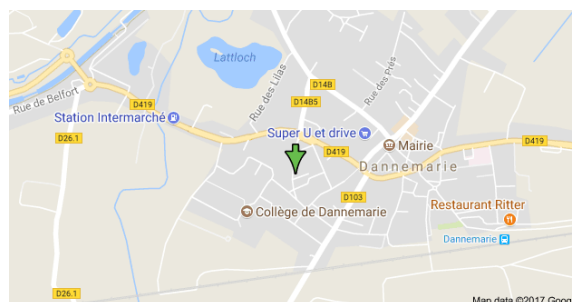 Lattloch
Rue de Belfort
D419
Station Intermarché
D26.1
Rue des Lilas
D14B
Rue des Prés
D14B5
Super U et drive
Mairie
D419
D419
Dannemarie
D103
Collège de Dannemarie
Restaurant Ritter
Dannemarie
D26.1
Map data ©2017 Goog